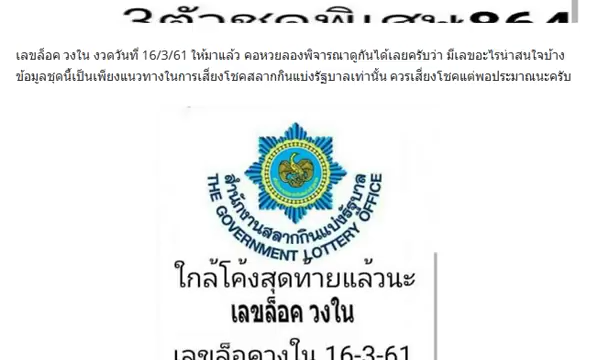 3ตัวชุดพิเศษ864
เลขล็อค วงใน งวดวันที่ 16/3/61 ให้มาแล้ว คอหวยลองพิจารณาดูกันได้เลยครับว่า มีเลขอะไรน่าสนใจบ้าง
ข้อมูลชุดนี้เป็นเพียงแนวทางในการเสี่ยงโชคสลากกินแบ่งรัฐบาลเท่านั้น ควรเสี่ยงโชคแต่พอประมาณนะครับ
สำนักงานสลากกินแบ่งรัฐบาล
THE GOVERNMENT LOTTERY OFFICE
ใกล้โค้งสุดท้ายแล้วนะ
เลขล็อค วงใน
เลขล็อควงใน 16-3-61